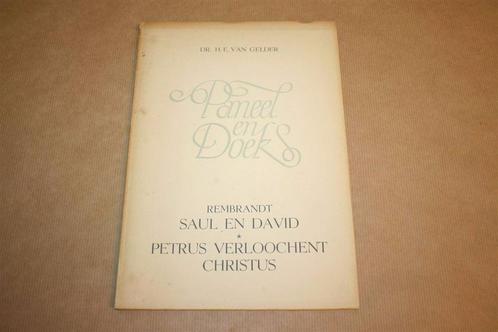 DR. H. E. VAN GELDER
Paneel
en
Doek
REMBRANDT
SAUL EN DAVID
*
PETRUS VERLOOCHENT
CHRISTUS